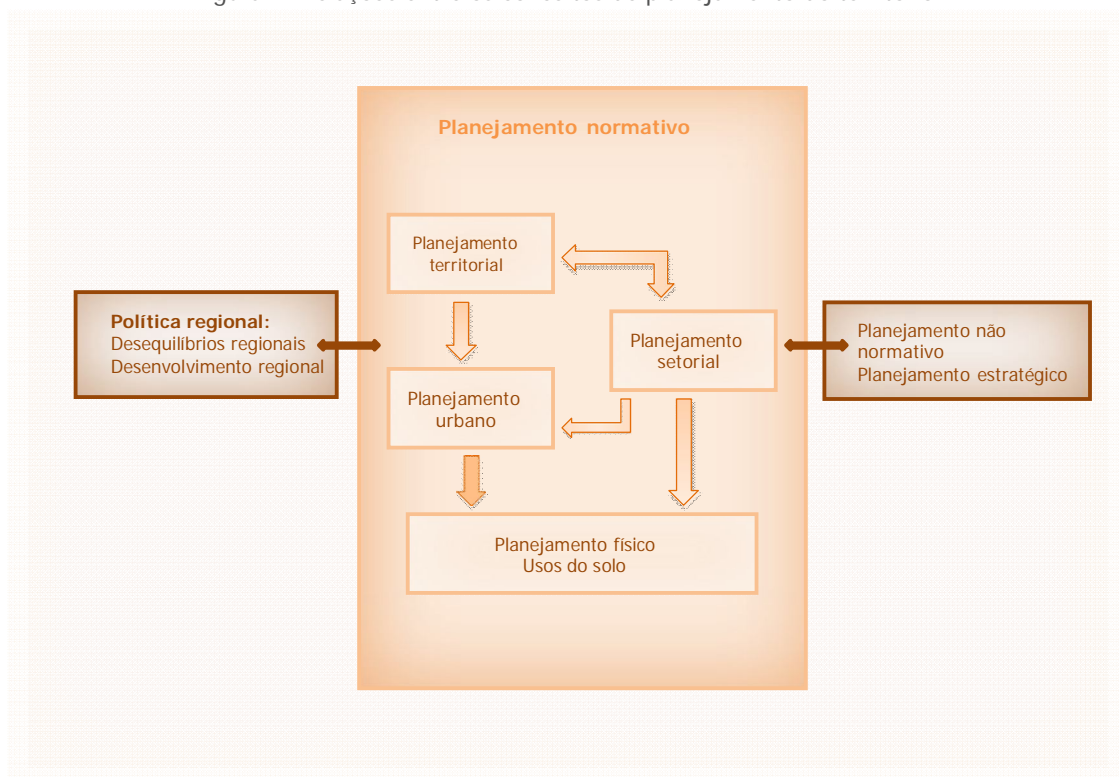 Planejamento normativo
Planejamento
territorial
Política regional:
Desequilíbrios regionais
Desenvolvimento regional
Planejamento
setorial
Planejamento não
normativo
Planejamento estratégico
Planejamento
urbano
Planejamento físico
Usos do solo